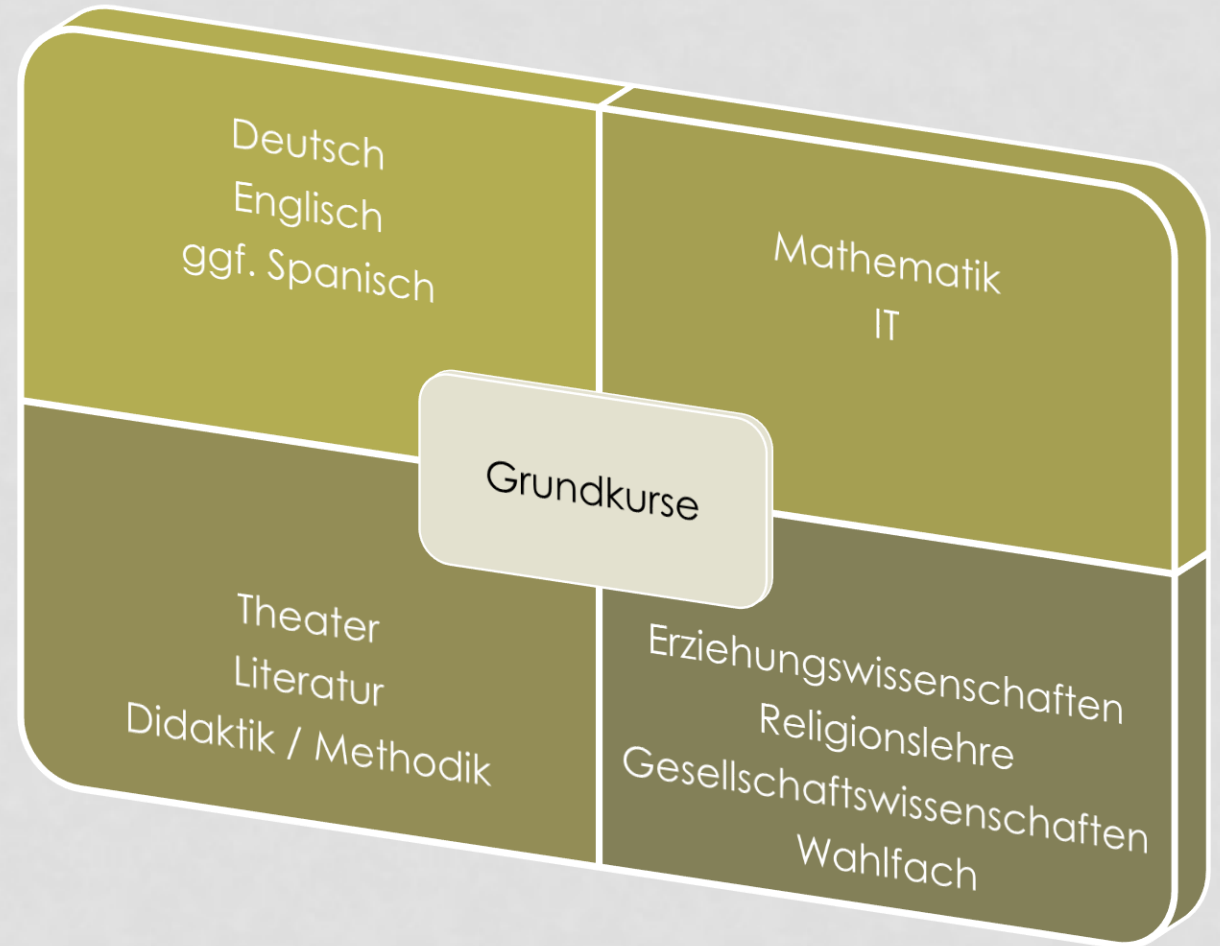 Deutsch
Englisch
ggf. Spanisch
Mathematik
IT
Grundkurse
Theater
Literatur
Didaktik / Methodik
Erziehungswissenschaften
Religionslehre
Gesellschaftswissenschaften
Wahlfach